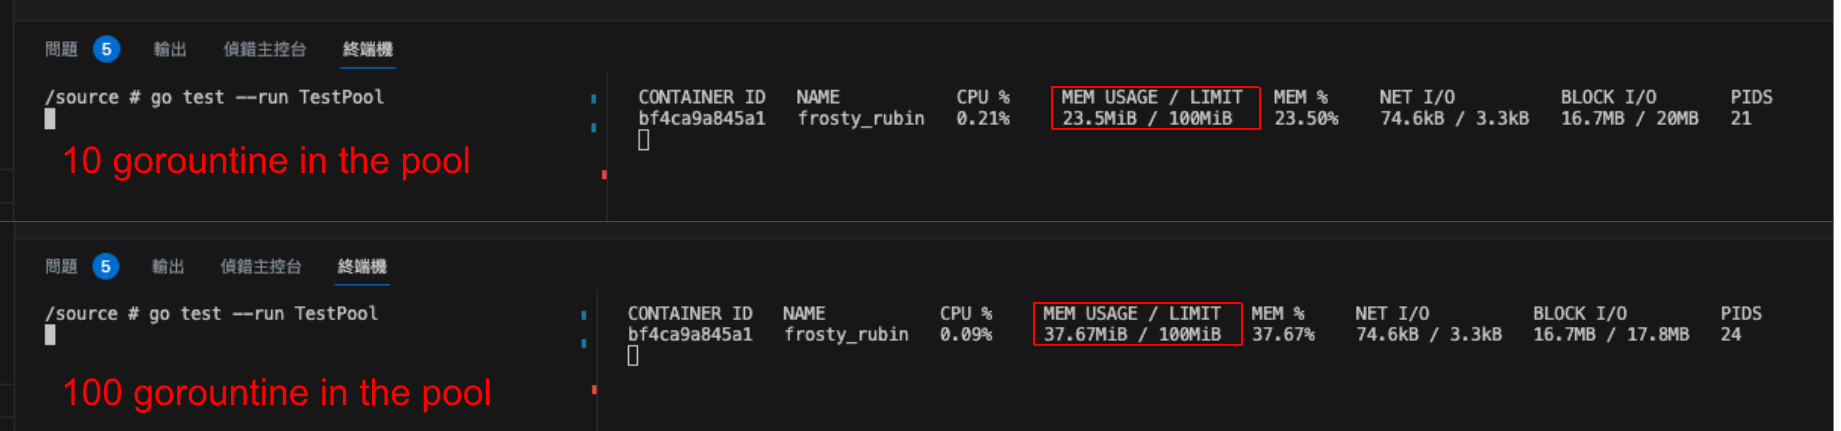 問題 5 輸出 偵錯主控台 終端機
/source # go test --run TestPool
10 gorountine in the pool
CONTAINER ID NAME CPU % MEM USAGE / LIMIT MEM % NET I/O BLOCK I/O PIDS
bf4ca9a845a1 frosty_rubin 0.21% 23.5MiB / 100MiB 23.50% 74.6kB / 3.3kB 16.7MB / 20MB 21
問題 5 輸出 偵錯主控台 終端機
/source # go test --run TestPool
100 gorountine in the pool
CONTAINER ID NAME CPU % MEM USAGE / LIMIT MEM % NET I/O BLOCK I/O PIDS
bf4ca9a845a1 frosty_rubin 0.09% 37.67MiB / 100MiB 37.67% 74.6kB / 3.3kB 16.7MB / 17.8MB 24